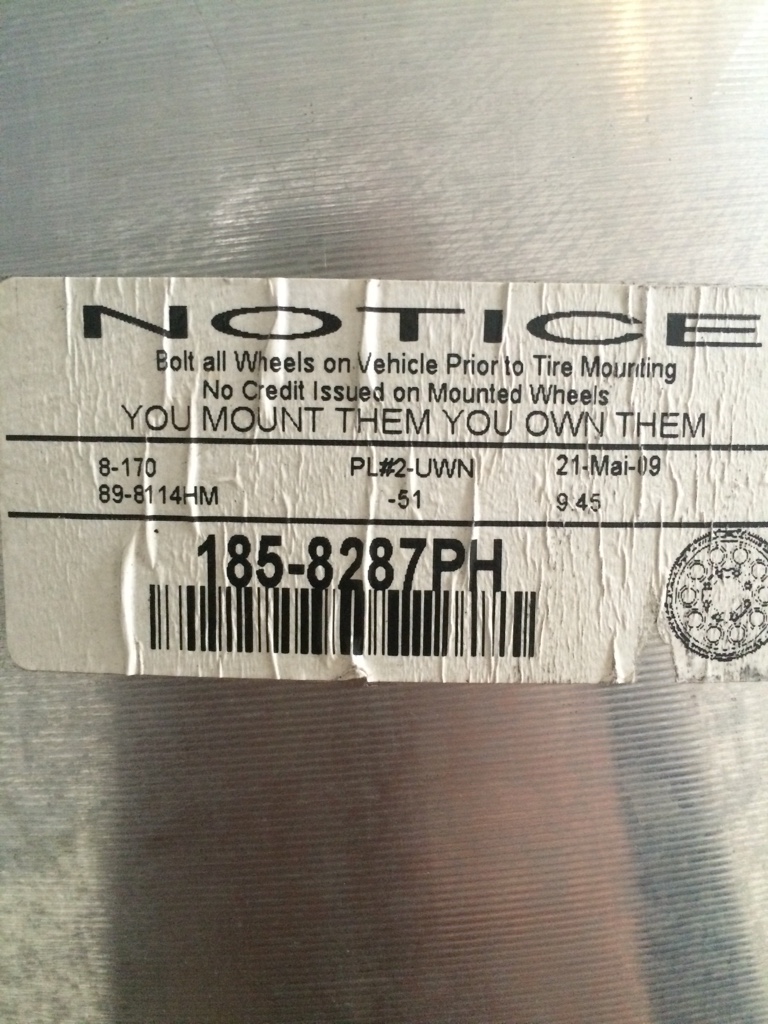 NOTICE
Bolt all Wheels on Vehicle Prior to Tire Mounting
No Credit Issued on Mounted Wheels
YOU MOUNT THEM YOU OWN THEM
8-170 PL#2-UWN 21-Mai-09
89-8114HM -51 9.45
185-8287PH